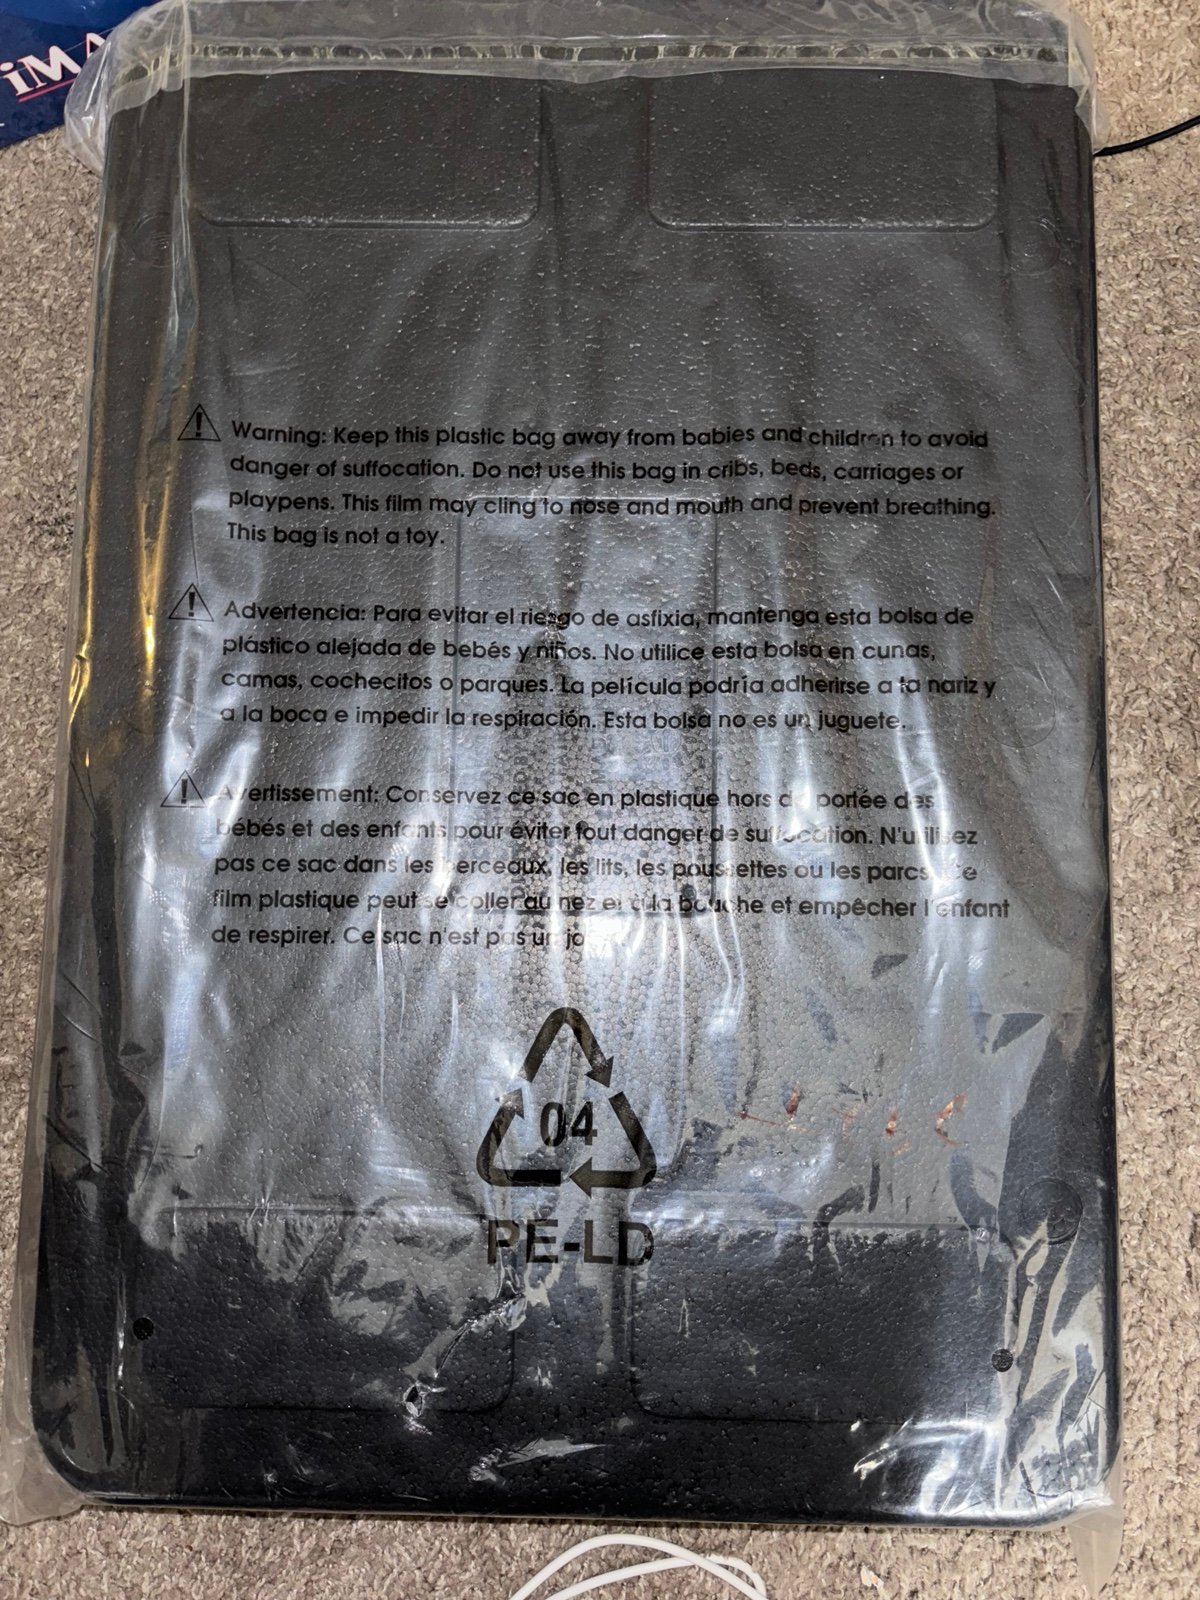 iMA
Warning: Keep this plastic bag away from babies and children to avoid
danger of suffocation. Do not use this bag in cribs, beds, carriages or
playpens. This film may cling to nose and mouth and prevent breathing.
This bag is not a toy.
Advertencia: Para evitar el riesgo de asfixia, mantenga esta bolsa de
plástico alejada de bebés y niños. No utilice esta bolsa en cunas,
camas, cochecitos o parques. La película podría adherirse a la nariz y
a la boca e impedir la respiración. Esta bolsa no es un juguete.
Avertissement: Conservez ce sac en plastique hors de portée des
bébés et des enfants pour éviter tout danger de suffocation. N'utilisez
pas ce sac dans les berceaux, les lits, les poussettes ou les parcs. Ce
film plastique peut se coller au nez et à la bouche et empêcher l'enfant
de respirer. Ce sac n'est pas un jo
04
PE-LD